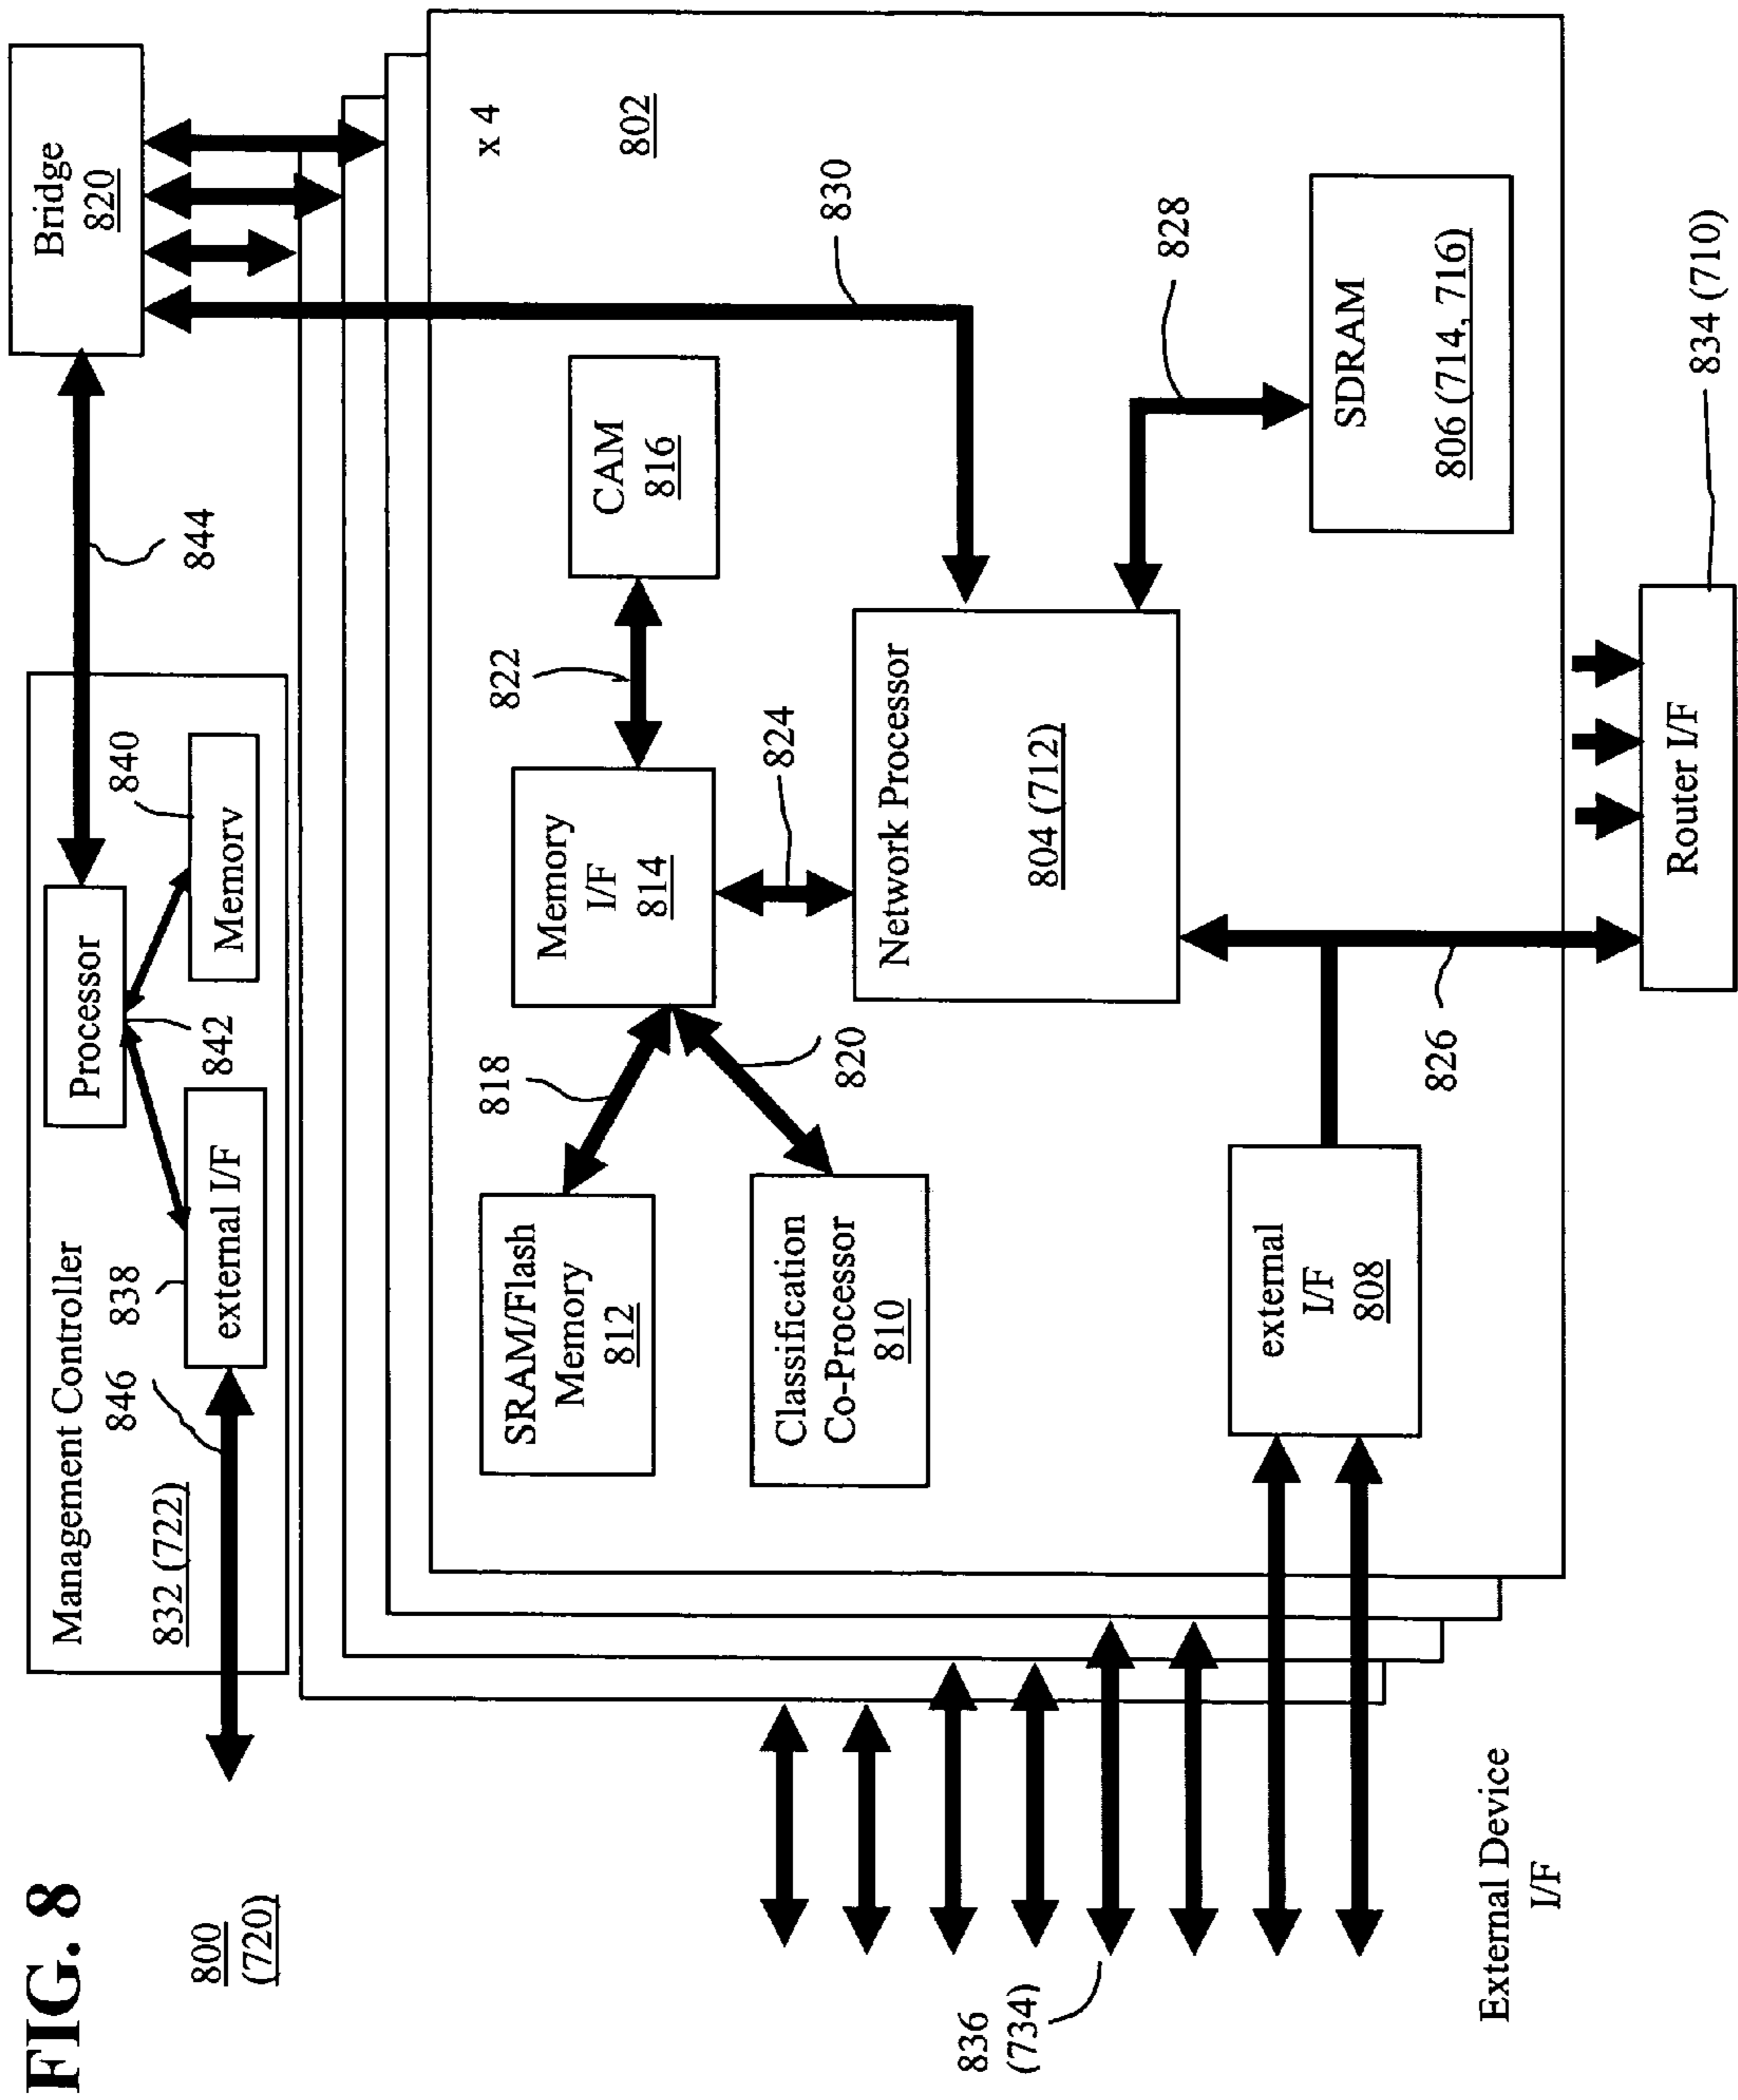 FIG. 8
800
(720)
Management Controller
832 (722)
846
838
external I/F
Processor
842
840
Memory
844
Bridge
820
x 4
802
830
SRAM/Flash
Memory
812
818
Classification
Co-Processor
810
820
Memory
I/F
814
822
CAM
816
824
Network Processor
804 (712)
828
SDRAM
806 (714, 716)
external
I/F
808
826
836
(734)
External Device
I/F
Router I/F
834 (710)